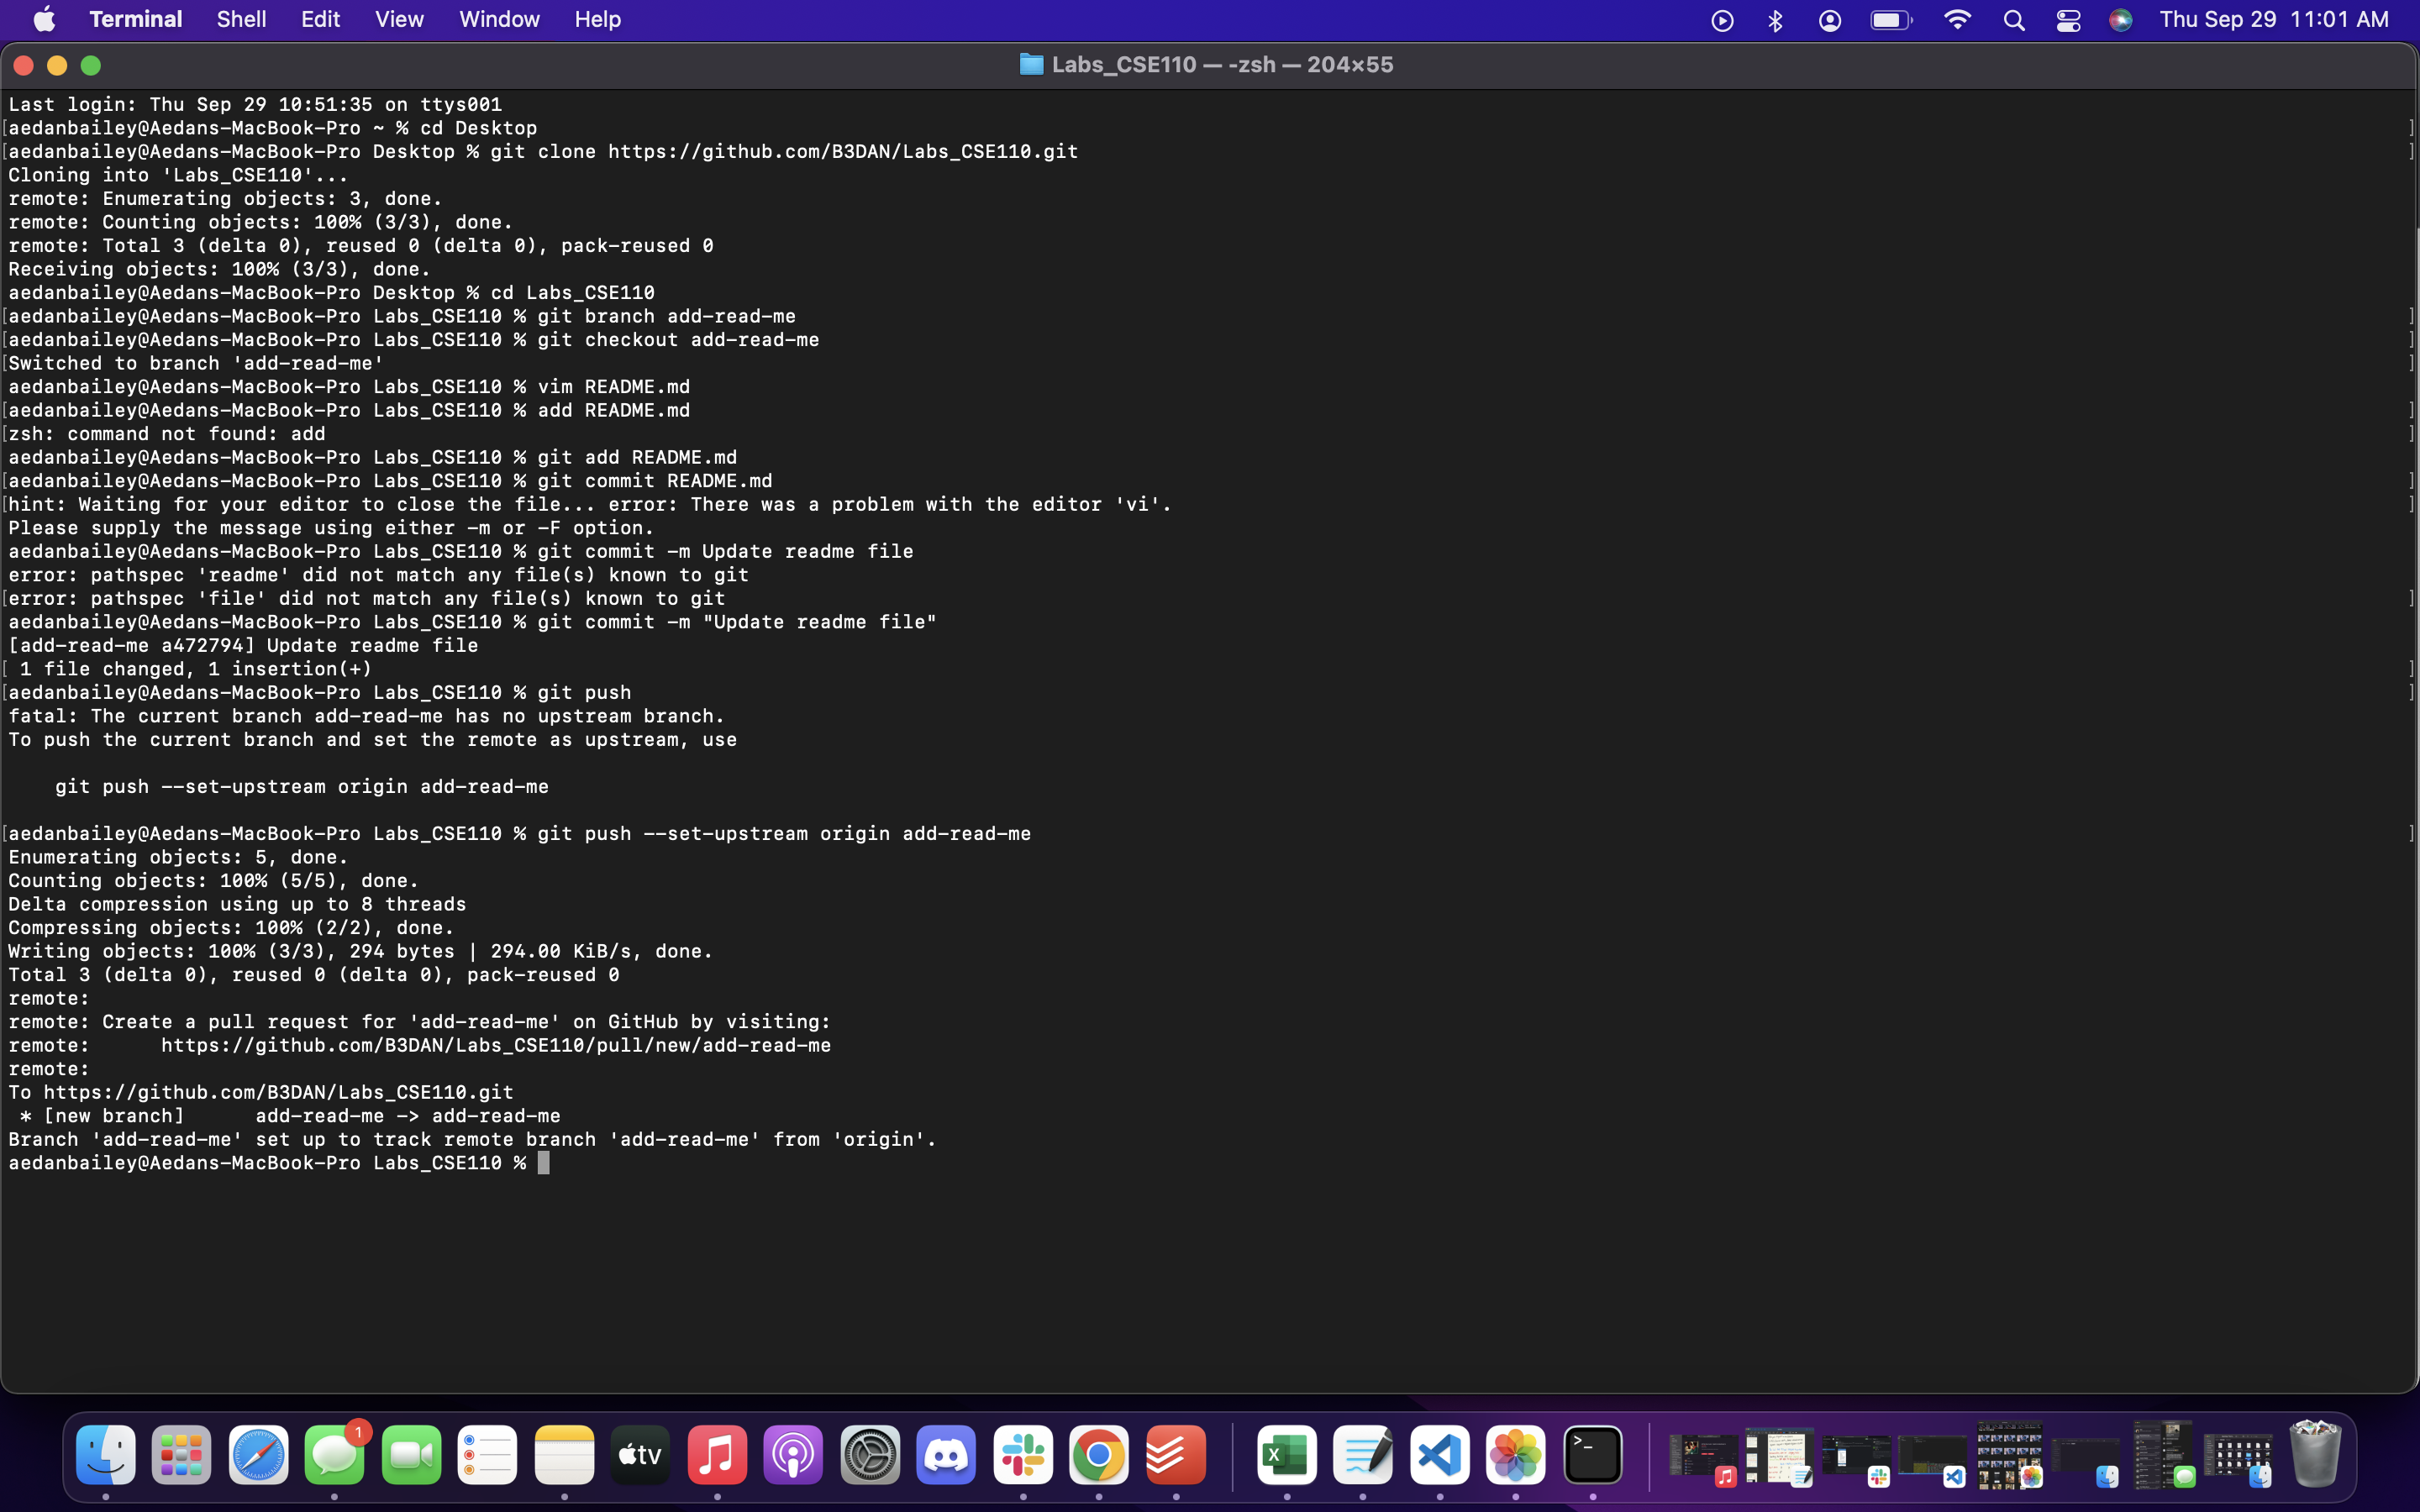 Terminal Shell Edit View Window Help Thu Sep 29 11:01 AM
Labs_CSE110 — -zsh — 204×55
Last login: Thu Sep 29 10:51:35 on ttys001
[aedanbailey@Aedans-MacBook-Pro ~ % cd Desktop ]
[aedanbailey@Aedans-MacBook-Pro Desktop % git clone https://github.com/B3DAN/Labs_CSE110.git ]
Cloning into 'Labs_CSE110'...
remote: Enumerating objects: 3, done.
remote: Counting objects: 100% (3/3), done.
remote: Total 3 (delta 0), reused 0 (delta 0), pack-reused 0
Receiving objects: 100% (3/3), done.
aedanbailey@Aedans-MacBook-Pro Desktop % cd Labs_CSE110
[aedanbailey@Aedans-MacBook-Pro Labs_CSE110 % git branch add-read-me ]
[aedanbailey@Aedans-MacBook-Pro Labs_CSE110 % git checkout add-read-me ]
[Switched to branch 'add-read-me' ]
aedanbailey@Aedans-MacBook-Pro Labs_CSE110 % vim README.md
[aedanbailey@Aedans-MacBook-Pro Labs_CSE110 % add README.md ]
[zsh: command not found: add ]
aedanbailey@Aedans-MacBook-Pro Labs_CSE110 % git add README.md
[aedanbailey@Aedans-MacBook-Pro Labs_CSE110 % git commit README.md ]
[hint: Waiting for your editor to close the file... error: There was a problem with the editor 'vi'. ]
Please supply the message using either -m or -F option.
aedanbailey@Aedans-MacBook-Pro Labs_CSE110 % git commit -m Update readme file
error: pathspec 'readme' did not match any file(s) known to git
[error: pathspec 'file' did not match any file(s) known to git ]
aedanbailey@Aedans-MacBook-Pro Labs_CSE110 % git commit -m "Update readme file"
[add-read-me a472794] Update readme file
[ 1 file changed, 1 insertion(+) ]
[aedanbailey@Aedans-MacBook-Pro Labs_CSE110 % git push ]
fatal: The current branch add-read-me has no upstream branch.
To push the current branch and set the remote as upstream, use
git push --set-upstream origin add-read-me
[aedanbailey@Aedans-MacBook-Pro Labs_CSE110 % git push --set-upstream origin add-read-me ]
Enumerating objects: 5, done.
Counting objects: 100% (5/5), done.
Delta compression using up to 8 threads
Compressing objects: 100% (2/2), done.
Writing objects: 100% (3/3), 294 bytes | 294.00 KiB/s, done.
Total 3 (delta 0), reused 0 (delta 0), pack-reused 0
remote:
remote: Create a pull request for 'add-read-me' on GitHub by visiting:
remote:      https://github.com/B3DAN/Labs_CSE110/pull/new/add-read-me
remote:
To https://github.com/B3DAN/Labs_CSE110.git
* [new branch]      add-read-me -> add-read-me
Branch 'add-read-me' set up to track remote branch 'add-read-me' from 'origin'.
aedanbailey@Aedans-MacBook-Pro Labs_CSE110 %
1
tv
X
>_